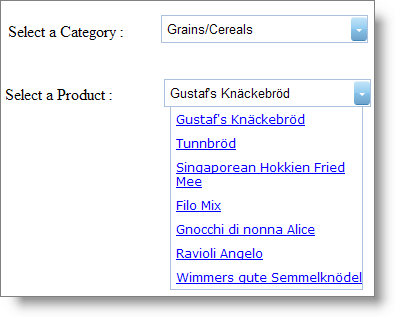 Select a Category :
Grains/Cereals
Select a Product :
Gustaf's Knäckebröd
Gustaf's Knäckebröd
Tunnbröd
Singaporean Hokkien Fried
Mee
Filo Mix
Gnocchi di nonna Alice
Ravioli Angelo
Wimmers gute Semmelknödel